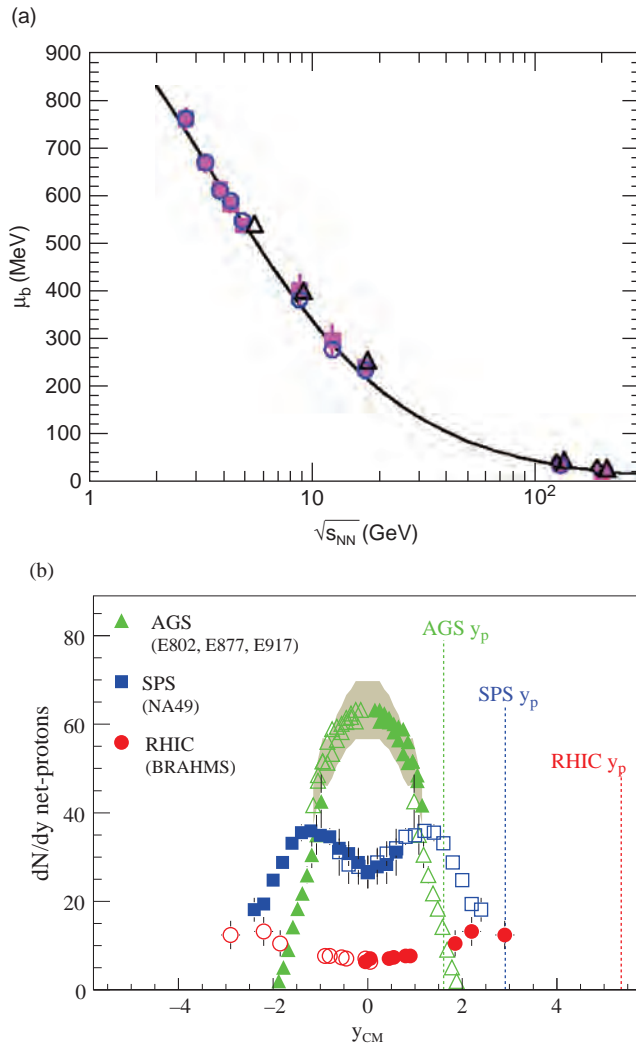 (a)
900
800
700
600
500
400
300
200
100
0
μb (MeV)
1 10 10²
√sNN (GeV)
(b)
80
60
40
20
0
dN/dy net-protons
AGS
(E802, E877, E917)
SPS
(NA49)
RHIC
(BRAHMS)
AGS yp
SPS yp
RHIC yp
−4 −2 0 2 4
yCM